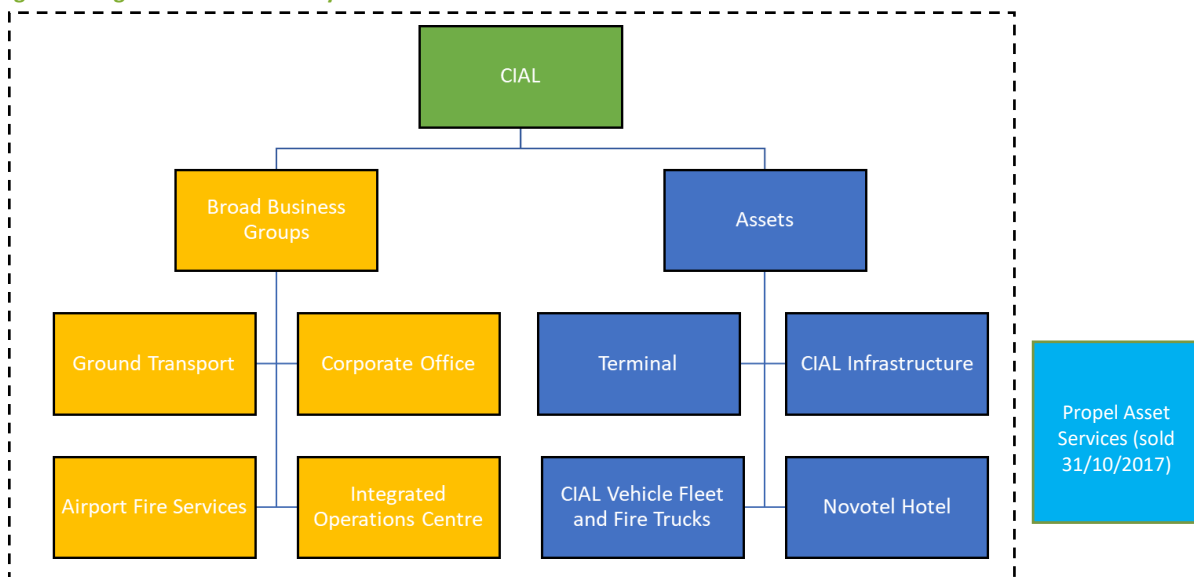 CIAL
Broad Business
Groups
Assets
Ground Transport
Corporate Office
Terminal
CIAL Infrastructure
Airport Fire Services
Integrated
Operations Centre
CIAL Vehicle Fleet
and Fire Trucks
Novotel Hotel
Propel Asset
Services (sold
31/10/2017)